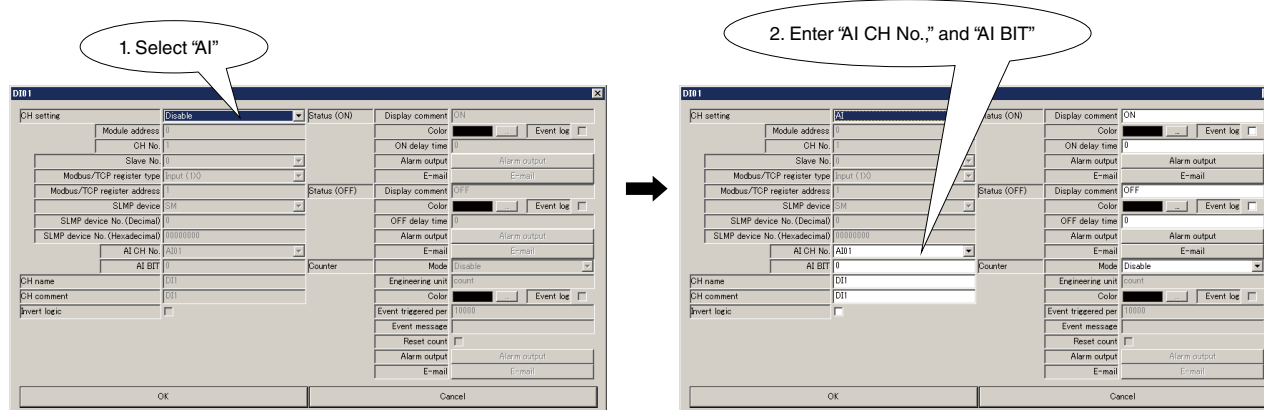 1. Select “AI”
2. Enter “AI CH No.,” and “AI BIT”
DI01
CH setting Disable Status (ON) Display comment ON
Module address 0 Color ... Event log
CH No. 1 ON delay time 0
Slave No. 0 Alarm output Alarm output
Modbus/TCP register type Input (1X) E-mail E-mail
Modbus/TCP register address 1 Status (OFF) Display comment OFF
SLMP device SM Color ... Event log
SLMP device No. (Decimal) 0 OFF delay time 0
SLMP device No. (Hexadecimal) 00000000 Alarm output Alarm output
AI CH No. AI01 E-mail E-mail
AI BIT 0 Counter Mode Disable
CH name DI1 Engineering unit count
CH comment DI1 Color ... Event log
Invert logic Event triggered per 10000
Event message
Reset count
Alarm output Alarm output
E-mail E-mail
OK Cancel
DI01
CH setting AI Status (ON) Display comment ON
Module address 0 Color ... Event log
CH No. 1 ON delay time 0
Slave No. 0 Alarm output Alarm output
Modbus/TCP register type Input (1X) E-mail E-mail
Modbus/TCP register address 1 Status (OFF) Display comment OFF
SLMP device SM Color ... Event log
SLMP device No. (Decimal) 0 OFF delay time 0
SLMP device No. (Hexadecimal) 00000000 Alarm output Alarm output
AI CH No. AI01 E-mail E-mail
AI BIT 0 Counter Mode Disable
CH name DI1 Engineering unit count
CH comment DI1 Color ... Event log
Invert logic Event triggered per 10000
Event message
Reset count
Alarm output Alarm output
E-mail E-mail
OK Cancel